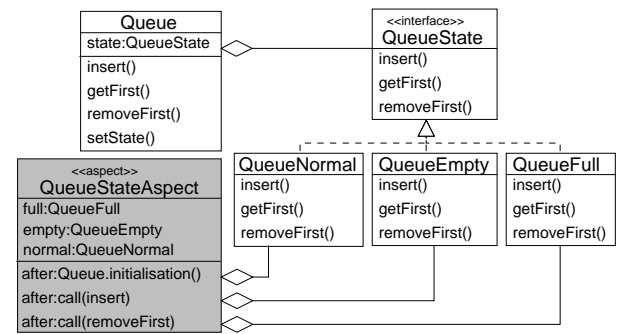 Queue
state:QueueState
insert()
getFirst()
removeFirst()
setState()
<<interface>>
QueueState
insert()
getFirst()
removeFirst()
<<aspect>>
QueueStateAspect
full:QueueFull
empty:QueueEmpty
normal:QueueNormal
after:Queue.initialisation()
after:call(insert)
after:call(removeFirst)
QueueNormal
insert()
getFirst()
removeFirst()
QueueEmpty
insert()
getFirst()
removeFirst()
QueueFull
insert()
getFirst()
removeFirst()